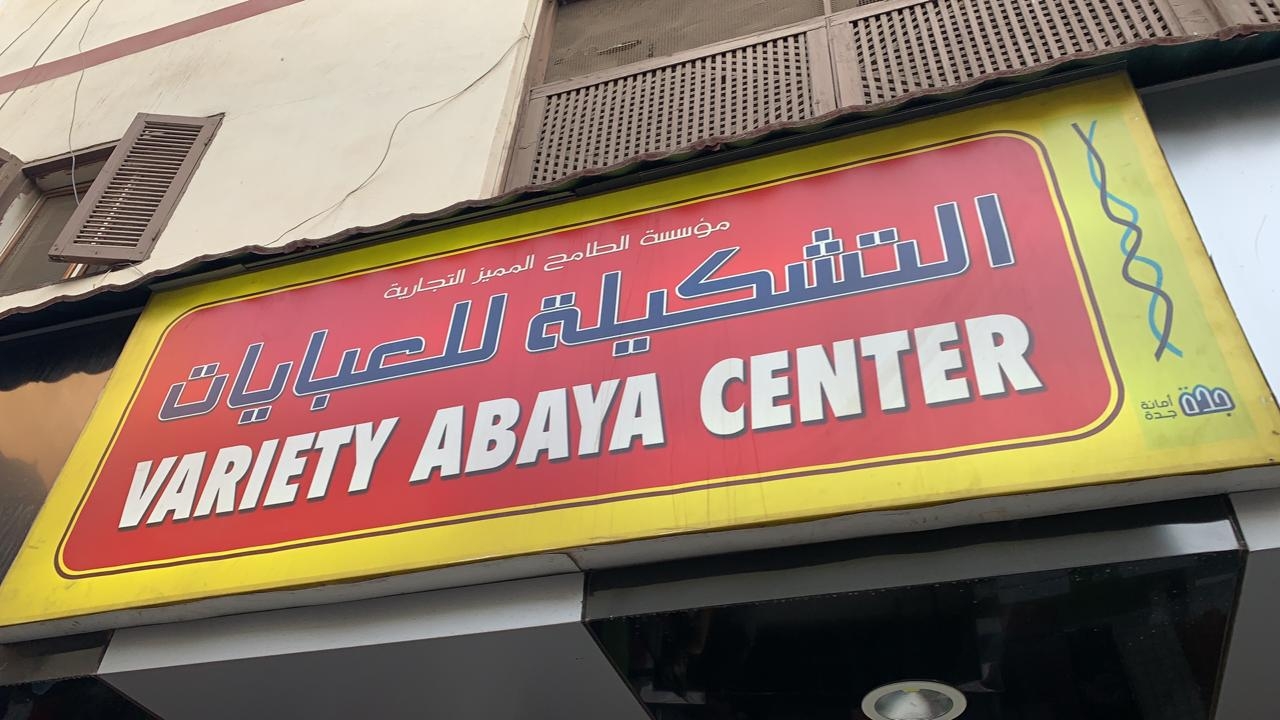 مؤسسة الطامح المميز التجارية
التشكيلة للعبايات
VARIETY ABAYA CENTER
جدة
أمانة
جدة